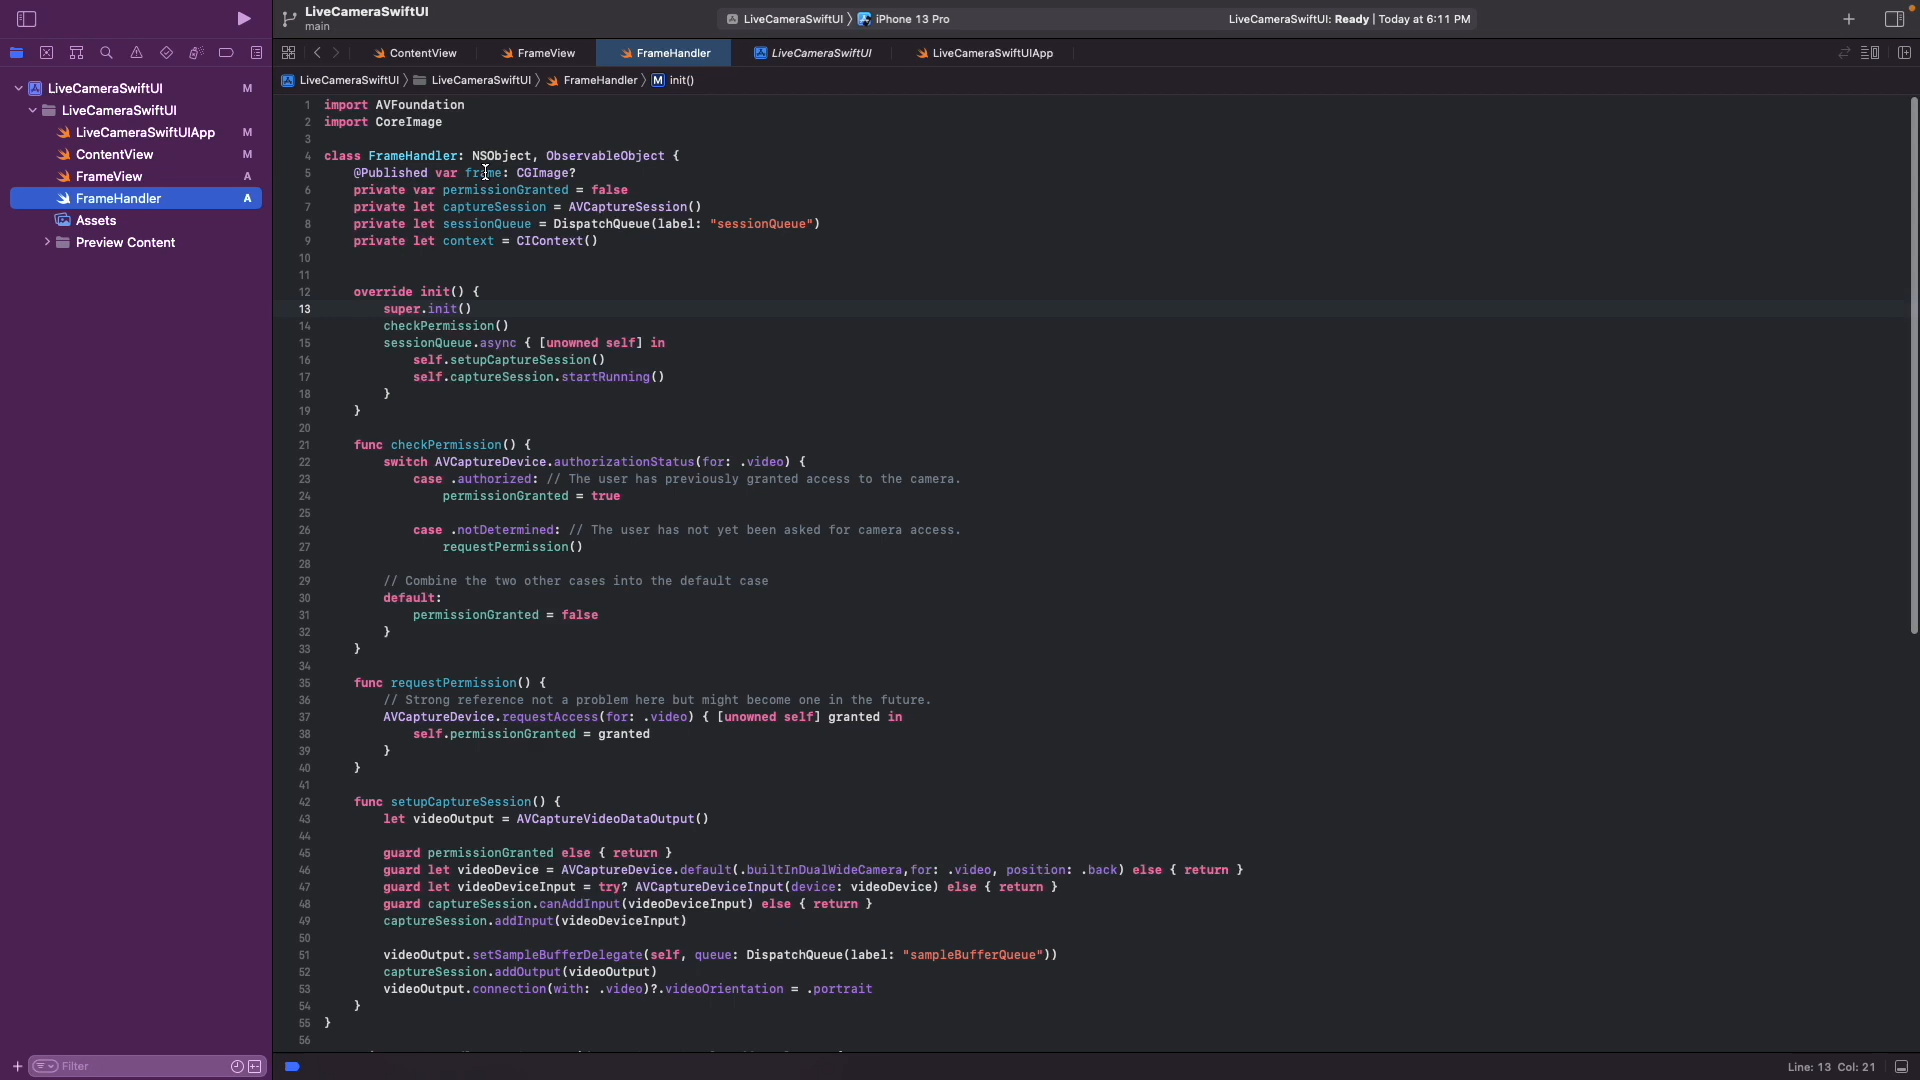 LiveCameraSwiftUI
main
LiveCameraSwiftUI 〉 iPhone 13 Pro
LiveCameraSwiftUI: Ready | Today at 6:11 PM
ContentView
FrameView
FrameHandler
LiveCameraSwiftUI
LiveCameraSwiftUIApp
LiveCameraSwiftUI 〉 LiveCameraSwiftUI 〉 FrameHandler 〉 M init()
LiveCameraSwiftUI M
LiveCameraSwiftUI
LiveCameraSwiftUIApp M
ContentView M
FrameView A
FrameHandler A
Assets
Preview Content
1 import AVFoundation
2 import CoreImage
3
4 class FrameHandler: NSObject, ObservableObject {
5 @Published var frame: CGImage?
6 private var permissionGranted = false
7 private let captureSession = AVCaptureSession()
8 private let sessionQueue = DispatchQueue(label: "sessionQueue")
9 private let context = CIContext()
10
11
12 override init() {
13 super.init()
14 checkPermission()
15 sessionQueue.async { [unowned self] in
16 self.setupCaptureSession()
17 self.captureSession.startRunning()
18 }
19 }
20
21 func checkPermission() {
22 switch AVCaptureDevice.authorizationStatus(for: .video) {
23 case .authorized: // The user has previously granted access to the camera.
24 permissionGranted = true
25
26 case .notDetermined: // The user has not yet been asked for camera access.
27 requestPermission()
28
29 // Combine the two other cases into the default case
30 default:
31 permissionGranted = false
32 }
33 }
34
35 func requestPermission() {
36 // Strong reference not a problem here but might become one in the future.
37 AVCaptureDevice.requestAccess(for: .video) { [unowned self] granted in
38 self.permissionGranted = granted
39 }
40 }
41
42 func setupCaptureSession() {
43 let videoOutput = AVCaptureVideoDataOutput()
44
45 guard permissionGranted else { return }
46 guard let videoDevice = AVCaptureDevice.default(.builtInDualWideCamera,for: .video, position: .back) else { return }
47 guard let videoDeviceInput = try? AVCaptureDeviceInput(device: videoDevice) else { return }
48 guard captureSession.canAddInput(videoDeviceInput) else { return }
49 captureSession.addInput(videoDeviceInput)
50
51 videoOutput.setSampleBufferDelegate(self, queue: DispatchQueue(label: "sampleBufferQueue"))
52 captureSession.addOutput(videoOutput)
53 videoOutput.connection(with: .video)?.videoOrientation = .portrait
54 }
55 }
56
Filter
Line: 13 Col: 21